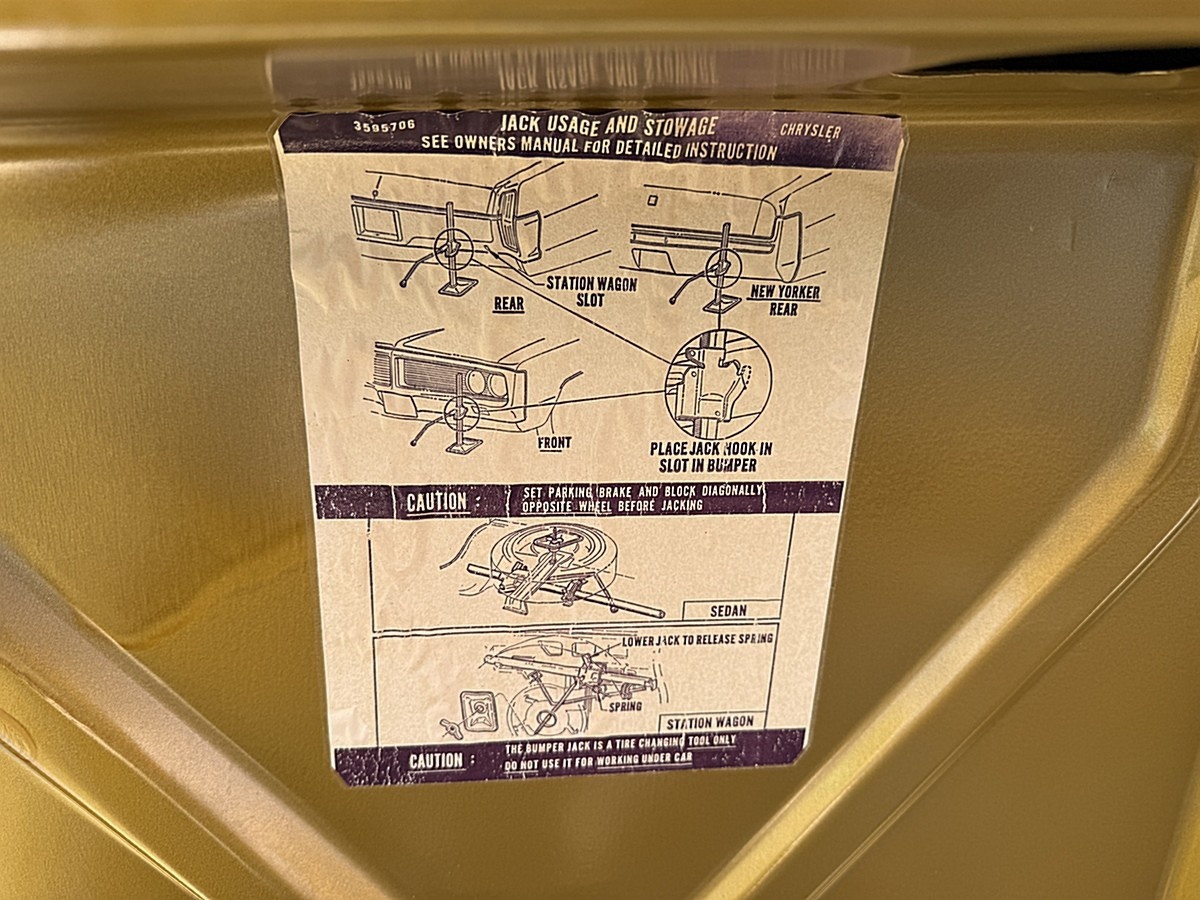 3595706
JACK USAGE AND STOWAGE
CHRYSLER
SEE OWNERS MANUAL FOR DETAILED INSTRUCTION
STATION WAGON
SLOT
REAR
NEW YORKER
REAR
FRONT
PLACE JACK HOOK IN
SLOT IN BUMPER
CAUTION :
SET PARKING BRAKE AND BLOCK DIAGONALLY
OPPOSITE WHEEL BEFORE JACKING
SEDAN
LOWER JACK TO RELEASE SPRING
SPRING
STATION WAGON
CAUTION :
THE BUMPER JACK IS A TIRE CHANGING TOOL ONLY
DO NOT USE IT FOR WORKING UNDER CAR